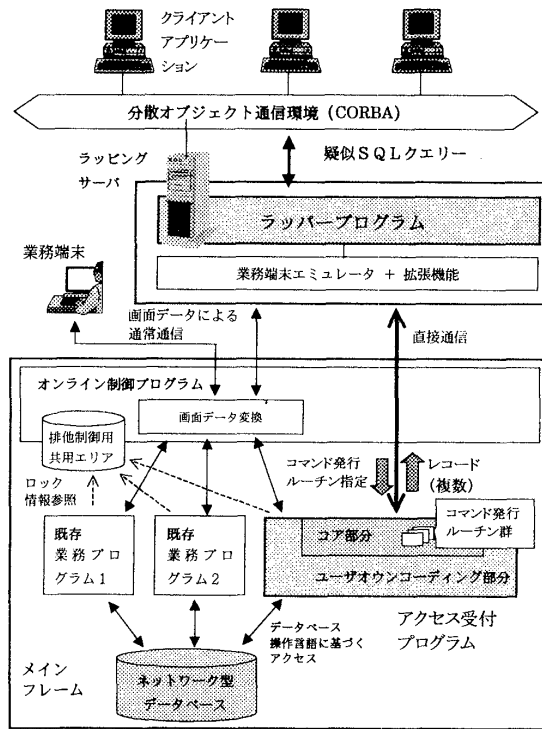 クライアント
アプリケー
ション
分散オブジェクト通信環境 (CORBA)
疑似SQLクエリー
ラッピング
サーバ
ラッパープログラム
業務端末
業務端末エミュレータ + 拡張機能
画面データによる
通常通信
直接通信
オンライン制御プログラム
画面データ変換
排他制御用
共用エリア
ロック
情報参照
コマンド発行
ルーチン指定
レコード
(複数)
コマンド発行
ルーチン群
既存
業務プロ
グラム1
既存
業務プロ
グラム2
コア部分
ユーザオウンコーディング部分
アクセス受付
プログラム
データベース
操作言語に基づく
アクセス
メイン
フレーム
ネットワーク型
データベース